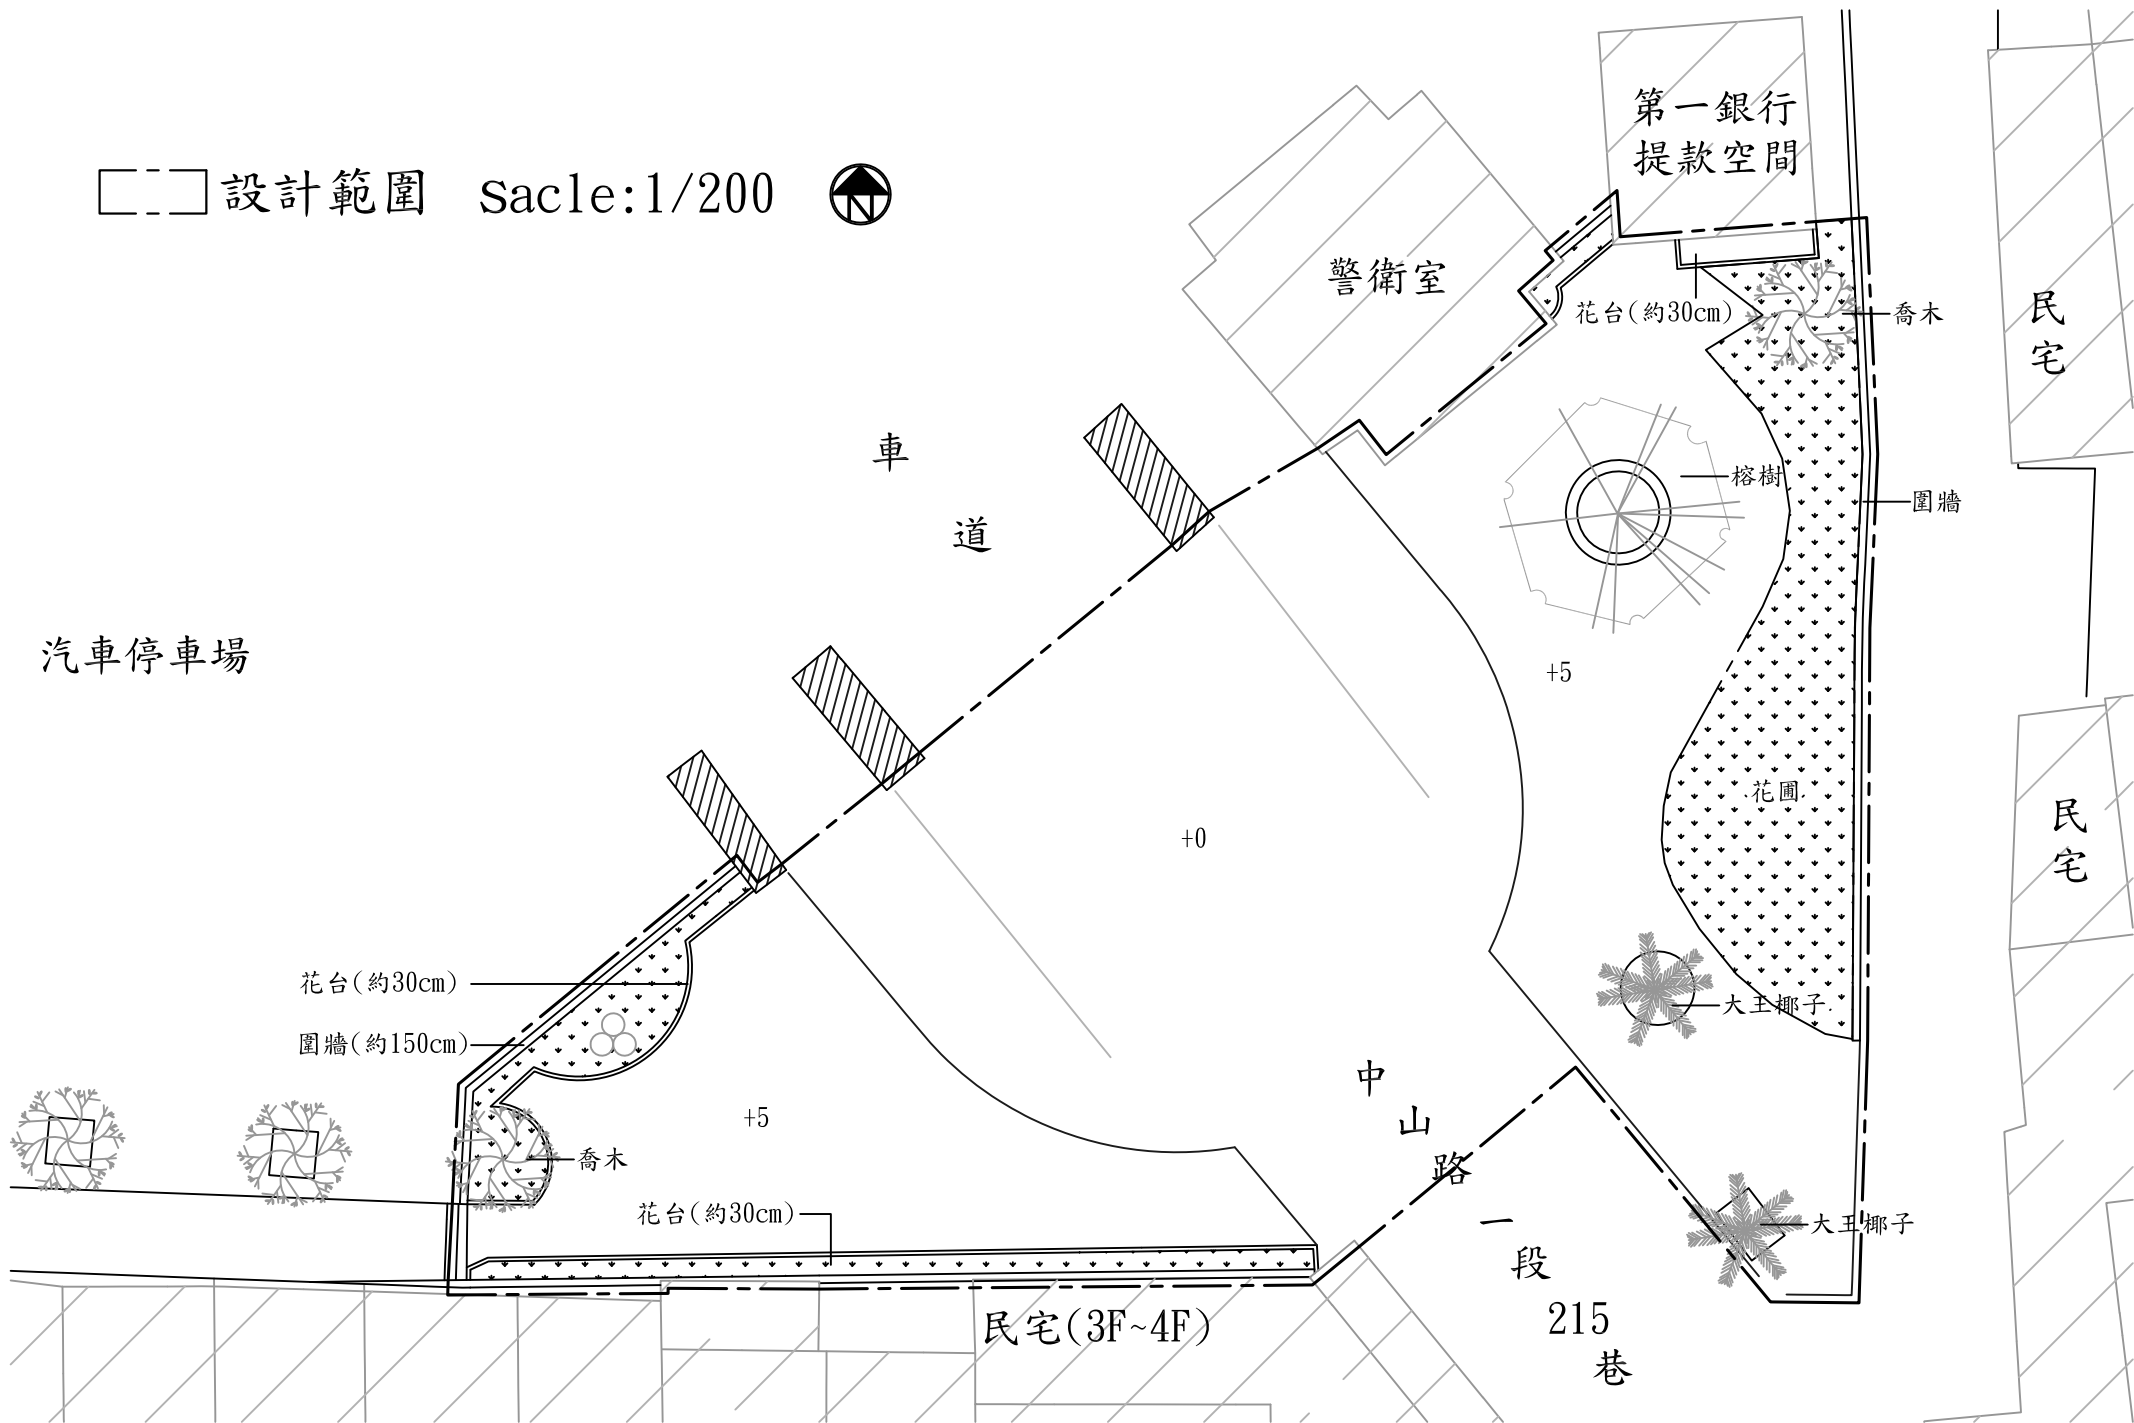 第一銀行
提款空間
設計範圍 Sacle:1/200
警衛室
花台(約30cm)
喬木
民
宅
車
道
榕樹
圍牆
汽車停車場
+5
花圃
+0
民
宅
花台(約30cm)
大王椰子
圍牆(約150cm)
中
山
路
一
段
215
巷
+5
喬木
花台(約30cm)
大王椰子
民宅(3F~4F)